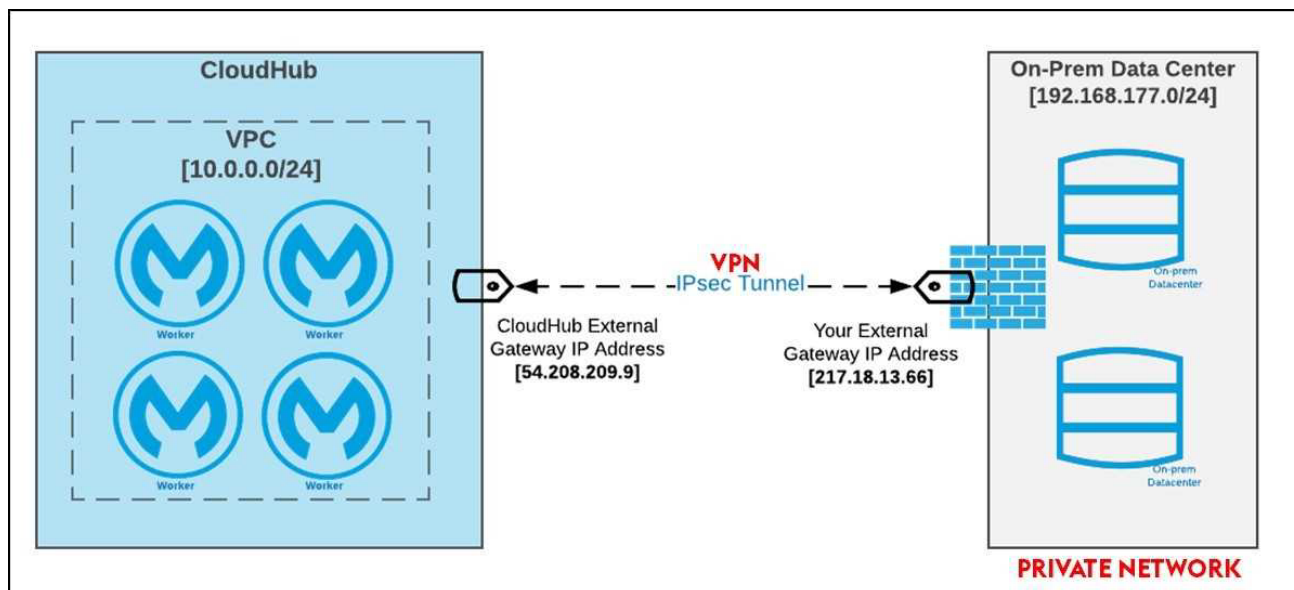 CloudHub
VPC
[10.0.0.0/24]
Worker
Worker
Worker
Worker
VPN
IPsec Tunnel
CloudHub External
Gateway IP Address
[54.208.209.9]
Your External
Gateway IP Address
[217.18.13.66]
On-Prem Data Center
[192.168.177.0/24]
On-prem
Datacenter
On-prem
Datacenter
PRIVATE NETWORK